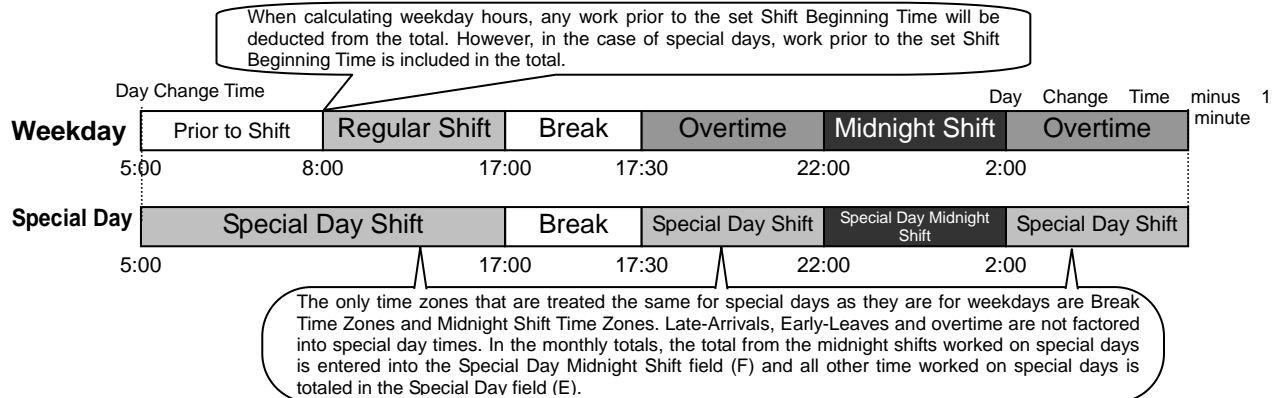 When calculating weekday hours, any work prior to the set Shift Beginning Time will be
deducted from the total. However, in the case of special days, work prior to the set Shift
Beginning Time is included in the total.
Day Change Time
Day Change Time minus 1
minute
Weekday
Prior to Shift
Regular Shift
Break
Overtime
Midnight Shift
Overtime
5:00
8:00
17:00
17:30
22:00
2:00
Special Day
Special Day Shift
Break
Special Day Shift
Special Day Midnight
Shift
Special Day Shift
5:00
17:00
17:30
22:00
2:00
The only time zones that are treated the same for special days as they are for weekdays are Break
Time Zones and Midnight Shift Time Zones. Late-Arrivals, Early-Leaves and overtime are not factored
into special day times. In the monthly totals, the total from the midnight shifts worked on special days
is entered into the Special Day Midnight Shift field (F) and all other time worked on special days is
totaled in the Special Day field (E).